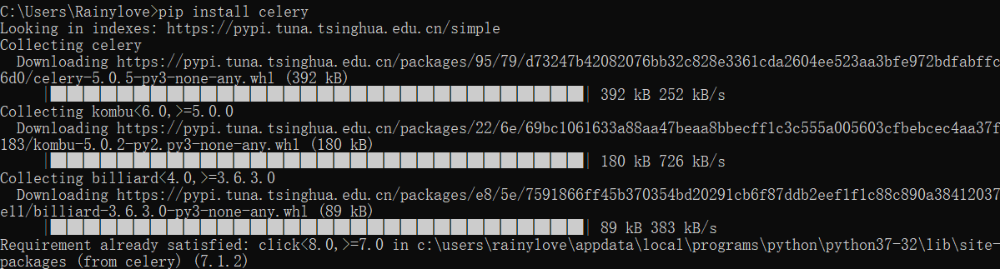 C:\Users\Rainylove>pip install celery
Looking in indexes: https://pypi.tuna.tsinghua.edu.cn/simple
Collecting celery
  Downloading https://pypi.tuna.tsinghua.edu.cn/packages/95/79/d73247b42082076bb32c828e3361cda2604ee523aa3bfe972bdfabffc
6d0/celery-5.0.5-py3-none-any.whl (392 kB)
392 kB 252 kB/s
Collecting kombu<6.0,>=5.0.0
  Downloading https://pypi.tuna.tsinghua.edu.cn/packages/22/6e/69bc1061633a88aa47beaa8bbecff1c3c555a005603cfbebcec4aa37f
183/kombu-5.0.2-py2.py3-none-any.whl (180 kB)
180 kB 726 kB/s
Collecting billiard<4.0,>=3.6.3.0
  Downloading https://pypi.tuna.tsinghua.edu.cn/packages/e8/5e/7591866ff45b370354bd20291cb6f87ddb2eef1f1c88c890a38412037
e11/billiard-3.6.3.0-py3-none-any.whl (89 kB)
89 kB 383 kB/s
Requirement already satisfied: click<8.0,>=7.0 in c:\users\rainylove\appdata\local\programs\python\python37-32\lib\site-
packages (from celery) (7.1.2)